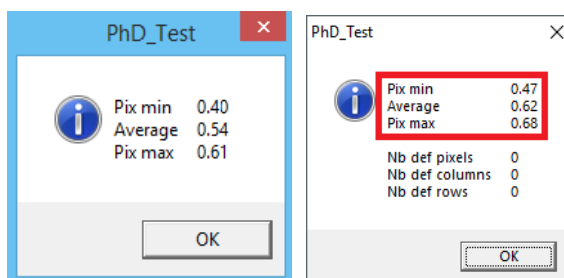 PhD_Test
Pix min 0.40
Average 0.54
Pix max 0.61
OK
PhD_Test
Pix min 0.47
Average 0.62
Pix max 0.68
Nb def pixels 0
Nb def columns 0
Nb def rows 0
OK